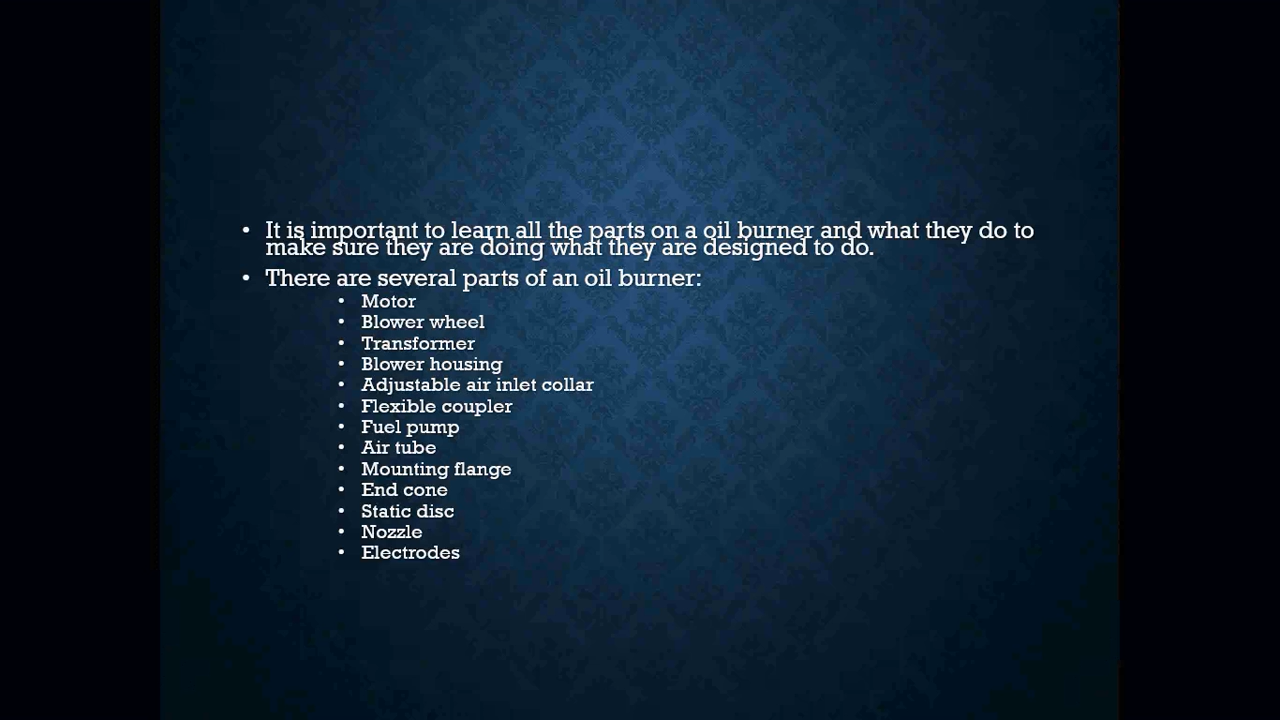 • It is important to learn all the parts on a oil burner and what they do to
make sure they are doing what they are designed to do.
• There are several parts of an oil burner:
• Motor
• Blower wheel
• Transformer
• Blower housing
• Adjustable air inlet collar
• Flexible coupler
• Fuel pump
• Air tube
• Mounting flange
• End cone
• Static disc
• Nozzle
• Electrodes